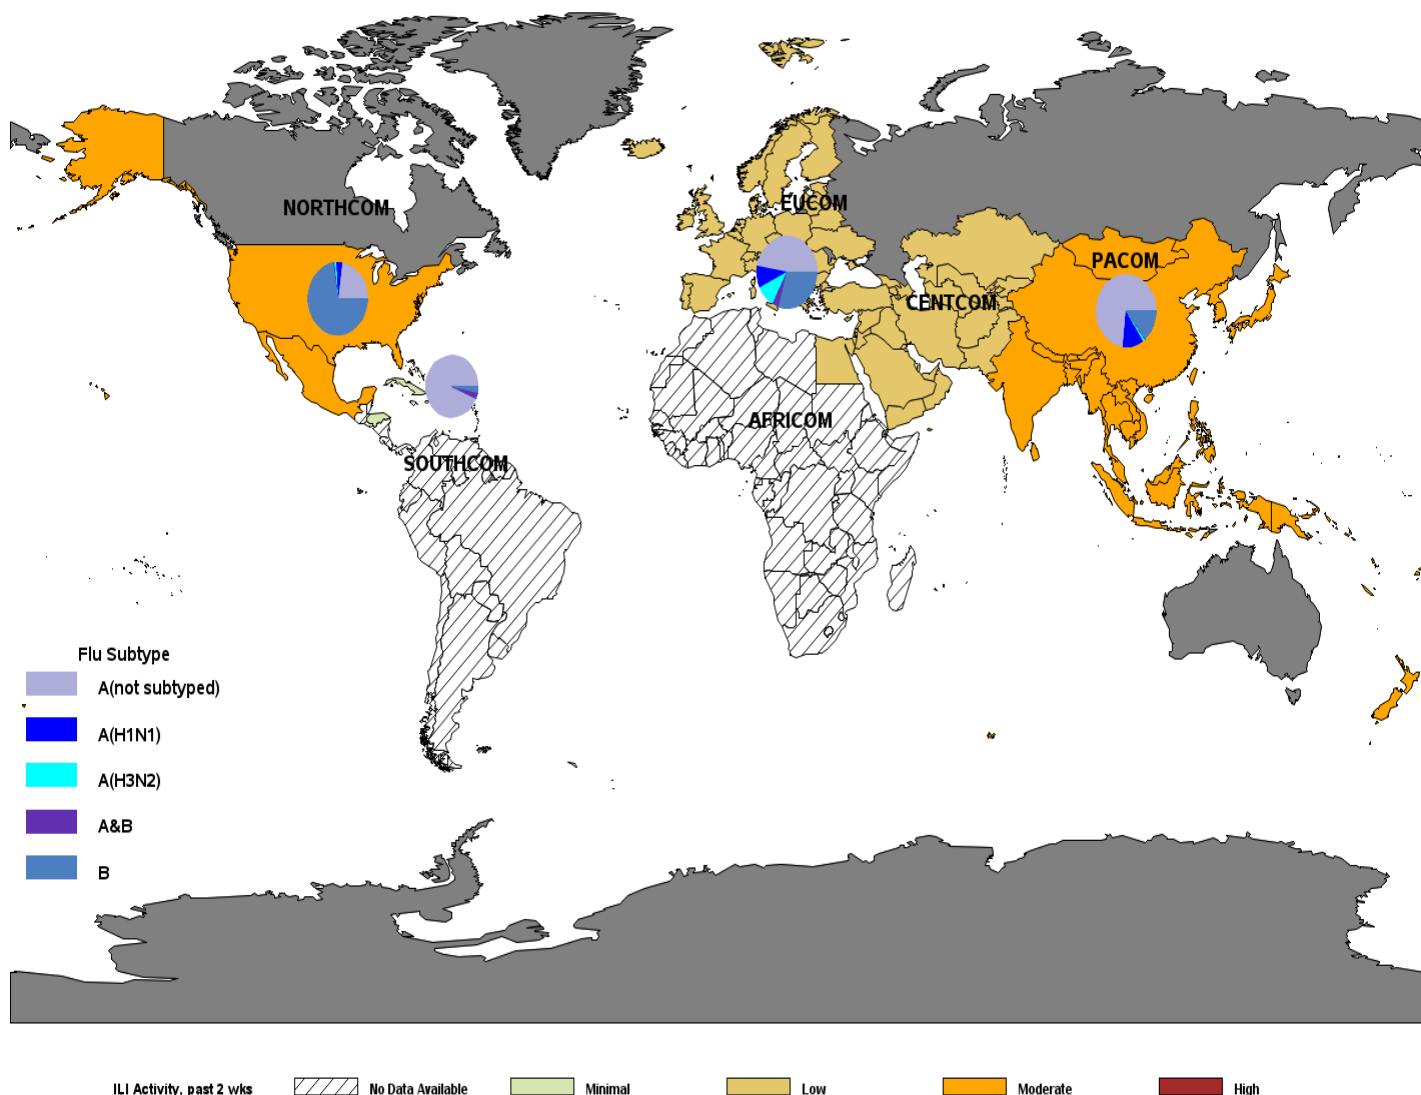 NORTHCOM
EUCOM
PACOM
CENTCOM
AFRICOM
SOUTHCOM
Flu Subtype
A(not subtyped)
A(H1N1)
A(H3N2)
A&B
B
ILI Activity, past 2 wks No Data Available Minimal Low Moderate High